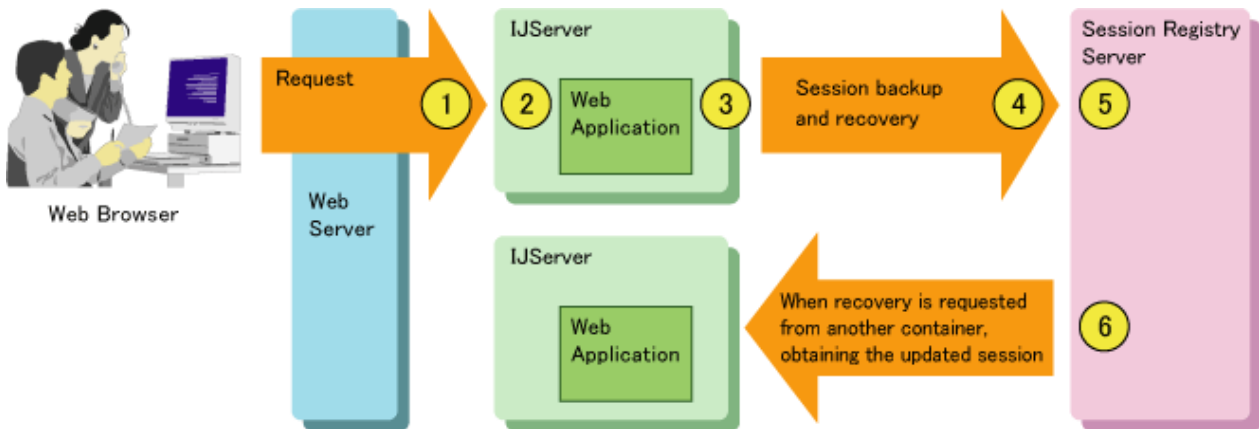 Web Browser
Request
1
Web
Server
IJServer
2
Web
Application
3
Session backup
and recovery
4
Session Registry
Server
5
IJServer
Web
Application
When recovery is requested
from another container,
obtaining the updated session
6